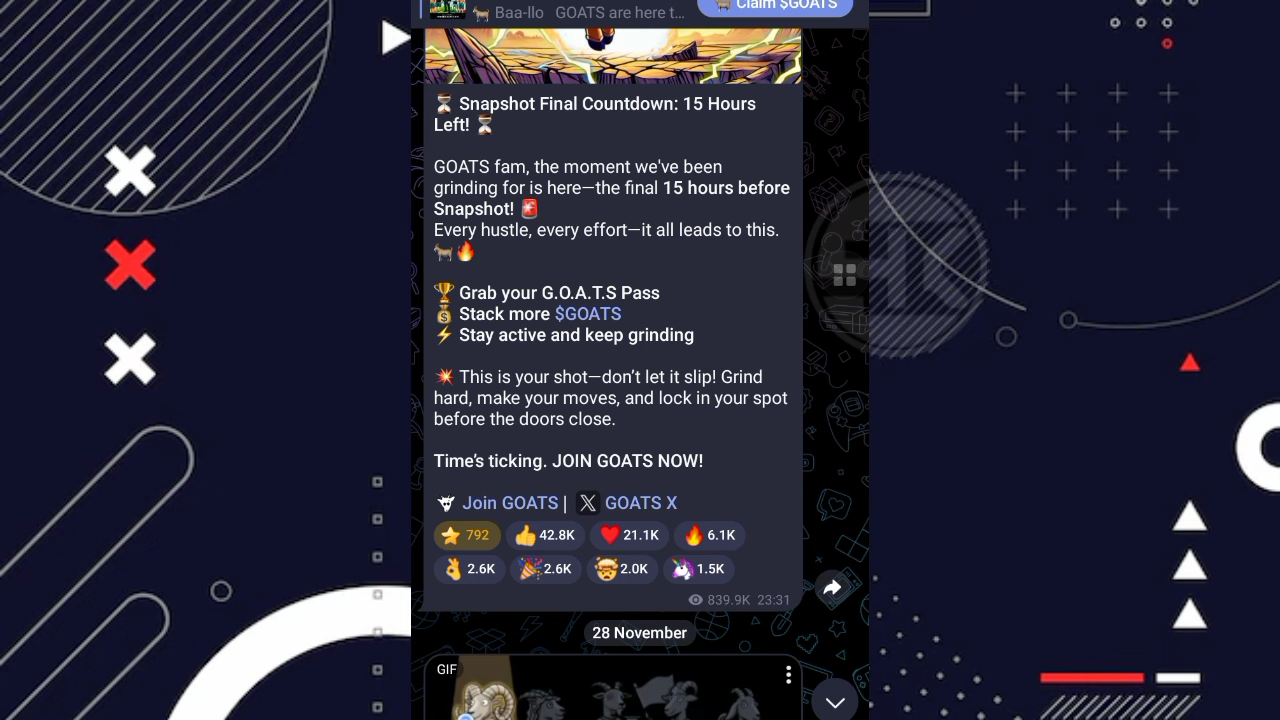 Baa-llo GOATS are here t...
Claim $GOATS
⏳ Snapshot Final Countdown: 15 Hours
Left! ⏳
GOATS fam, the moment we've been
grinding for is here—the final 15 hours before
Snapshot! 🚨
Every hustle, every effort—it all leads to this.
🐐🔥
🏆 Grab your G.O.A.T.S Pass
💰 Stack more $GOATS
⚡ Stay active and keep grinding
💥 This is your shot—don’t let it slip! Grind
hard, make your moves, and lock in your spot
before the doors close.
Time’s ticking. JOIN GOATS NOW!
Join GOATS | X GOATS X
⭐ 792 👍 42.8K ❤️ 21.1K 🔥 6.1K
👌 2.6K 🎉 2.6K 🤯 2.0K 🦄 1.5K
839.9K 23:31
28 November
GIF